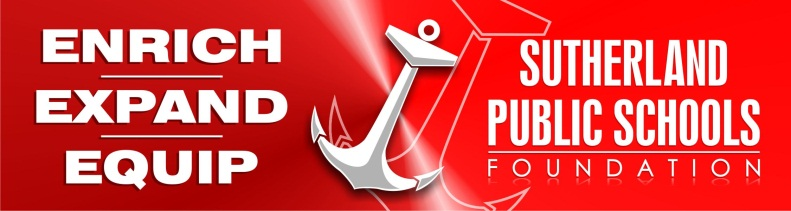 ENRICH
EXPAND
EQUIP
SUTHERLAND
PUBLIC SCHOOLS
FOUNDATION